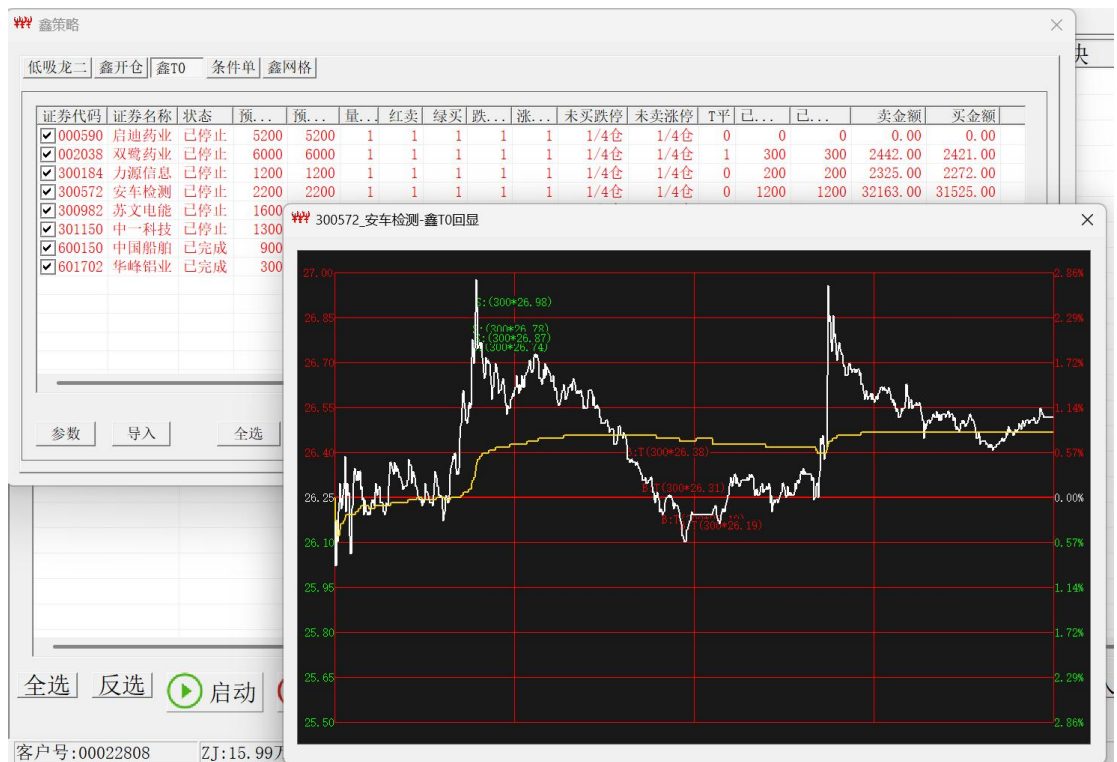 鑫策略
低吸龙二 鑫开仓 鑫T0 条件单 鑫网格
证券代码 证券名称 状态 预... 预... 量... 红卖 绿买 跌... 涨... 未买跌停 未卖涨停 T平 已... 已... 卖金额 买金额
000590 启迪药业 已停止 5200 5200 1 1 1 1 1 1/4仓 1/4仓 0 0 0 0.00 0.00
002038 双鹭药业 已停止 6000 6000 1 1 1 1 1 1/4仓 1/4仓 1 300 300 2442.00 2421.00
300184 力源信息 已停止 1200 1200 1 1 1 1 1 1/4仓 1/4仓 0 200 200 2325.00 2272.00
300572 安车检测 已停止 2200 2200 1 1 1 1 1 1/4仓 1/4仓 0 1200 1200 32163.00 31525.00
300982 苏文电能 已停止 1600
301150 中一科技 已停止 1300
600150 中国船舶 已完成 900
601702 华峰铝业 已完成 300
参数 导入 全选
300572_安车检测-鑫T0回显
27.00 2.86%
S:(300*26.98)
26.85 2.29%
S:(300*26.78)
S:(300*26.87)
(300*26.74)
26.70 1.72%
26.55 1.14%
26.40 B:T(300*26.38) 0.57%
B:T(300*26.31)
26.25 0.00%
B:T(300*26.19)
26.10 0.57%
25.95 1.14%
25.80 1.72%
25.65 2.29%
25.50 2.86%
全选 反选 启动
客户号:00022808 ZJ:15.99万